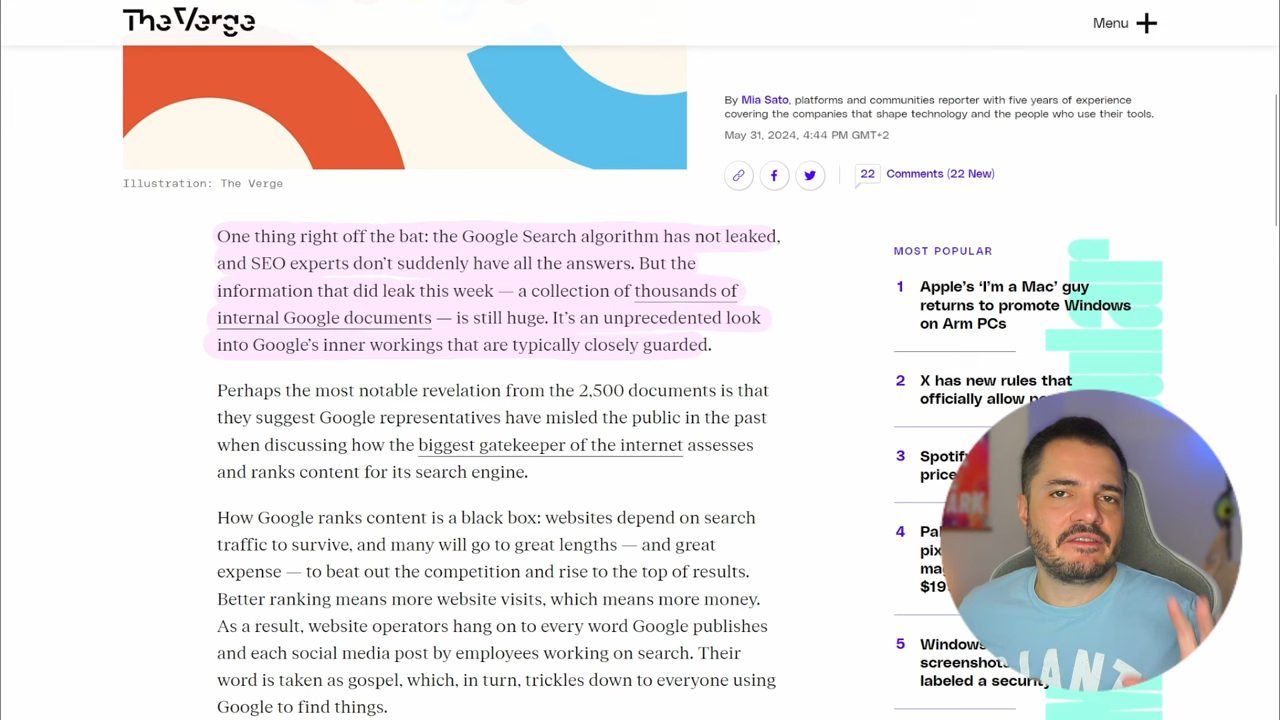 The Verge
Menu
By Mia Sato, platforms and communities reporter with five years of experience
covering the companies that shape technology and the people who use their tools.
May 31, 2024, 4:44 PM GMT+2
22 Comments (22 New)
Illustration: The Verge
One thing right off the bat: the Google Search algorithm has not leaked,
and SEO experts don’t suddenly have all the answers. But the
information that did leak this week — a collection of thousands of
internal Google documents — is still huge. It’s an unprecedented look
into Google’s inner workings that are typically closely guarded.
Perhaps the most notable revelation from the 2,500 documents is that
they suggest Google representatives have misled the public in the past
when discussing how the biggest gatekeeper of the internet assesses
and ranks content for its search engine.
How Google ranks content is a black box: websites depend on search
traffic to survive, and many will go to great lengths — and great
expense — to beat out the competition and rise to the top of results.
Better ranking means more website visits, which means more money.
As a result, website operators hang on to every word Google publishes
and each social media post by employees working on search. Their
word is taken as gospel, which, in turn, trickles down to everyone using
Google to find things.
MOST POPULAR
1 Apple’s ‘I’m a Mac’ guy
returns to promote Windows
on Arm PCs
2 X has new rules that
officially allow
3 Spotif
price
4
pix
$19
5 Windows
screenshots
labeled a security